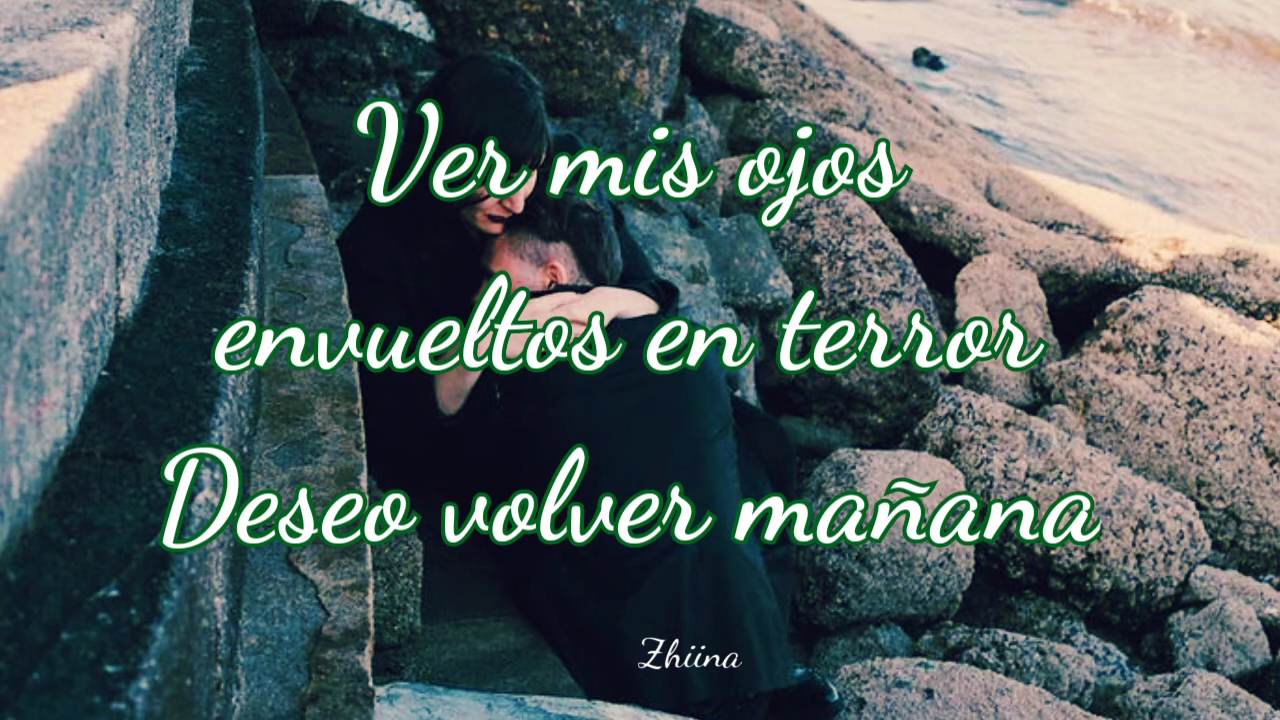 Ver mis ojos
envueltos en terror
Deseo volver mañana
Zhiina